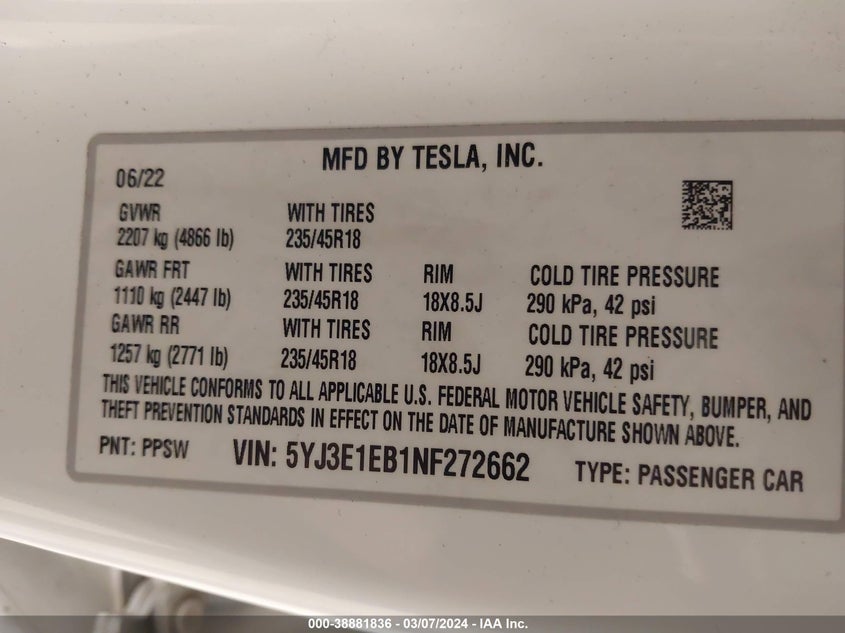 MFD BY TESLA, INC.
06/22
GVWR WITH TIRES
2207 kg (4866 lb) 235/45R18
GAWR FRT WITH TIRES RIM COLD TIRE PRESSURE
1110 kg (2447 lb) 235/45R18 18X8.5J 290 kPa, 42 psi
GAWR RR WITH TIRES RIM COLD TIRE PRESSURE
1257 kg (2771 lb) 235/45R18 18X8.5J 290 kPa, 42 psi
THIS VEHICLE CONFORMS TO ALL APPLICABLE U.S. FEDERAL MOTOR VEHICLE SAFETY, BUMPER, AND
THEFT PREVENTION STANDARDS IN EFFECT ON THE DATE OF MANUFACTURE SHOWN ABOVE.
PNT: PPSW VIN: 5YJ3E1EB1NF272662 TYPE: PASSENGER CAR
000-38881836 - 03/07/2024 - IAA Inc.